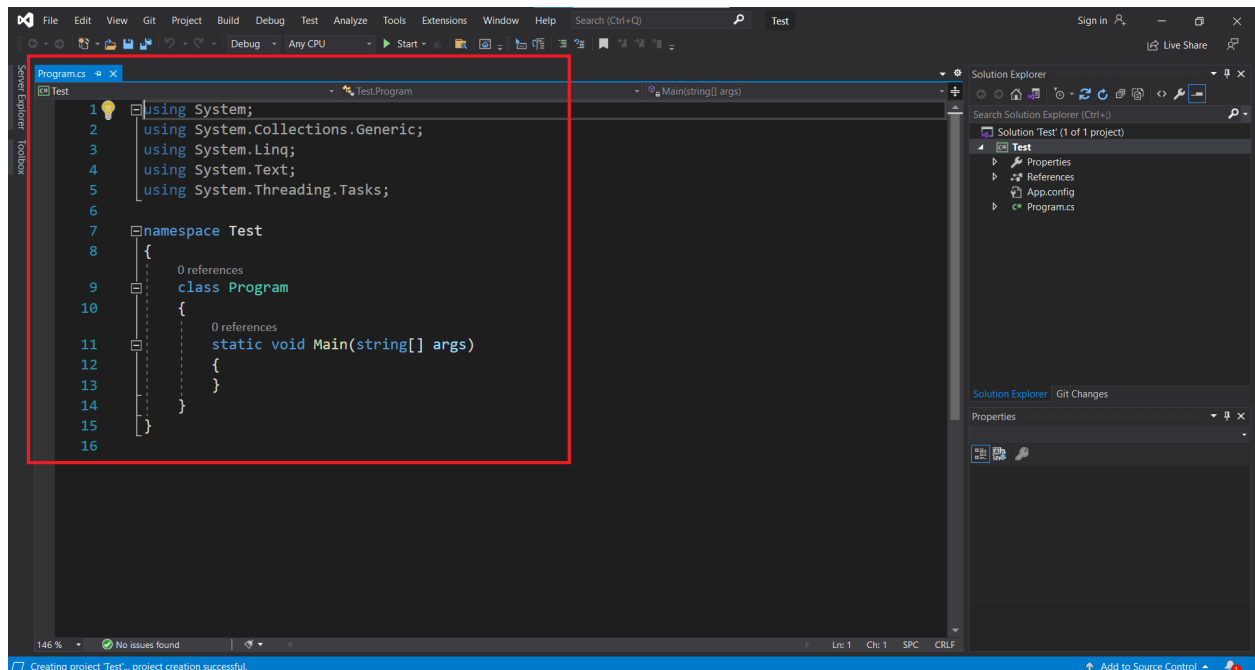 File Edit View Git Project Build Debug Test Analyze Tools Extensions Window Help Search (Ctrl+Q) Test Sign in
Debug Any CPU Start Live Share
Server Explorer
Toolbox
Program.cs
C# Test Test.Program Main(string[] args)
1 using System;
2 using System.Collections.Generic;
3 using System.Linq;
4 using System.Text;
5 using System.Threading.Tasks;
6
7 namespace Test
8 {
0 references
9 class Program
10 {
0 references
11 static void Main(string[] args)
12 {
13 }
14 }
15 }
16
146 % No issues found Ln: 1 Ch: 1 SPC CRLF
Solution Explorer
Search Solution Explorer (Ctrl+;)
Solution 'Test' (1 of 1 project)
C# Test
Properties
References
App.config
C# Program.cs
Solution Explorer Git Changes
Properties
Creating project 'Test'... project creation successful. Add to Source Control 1